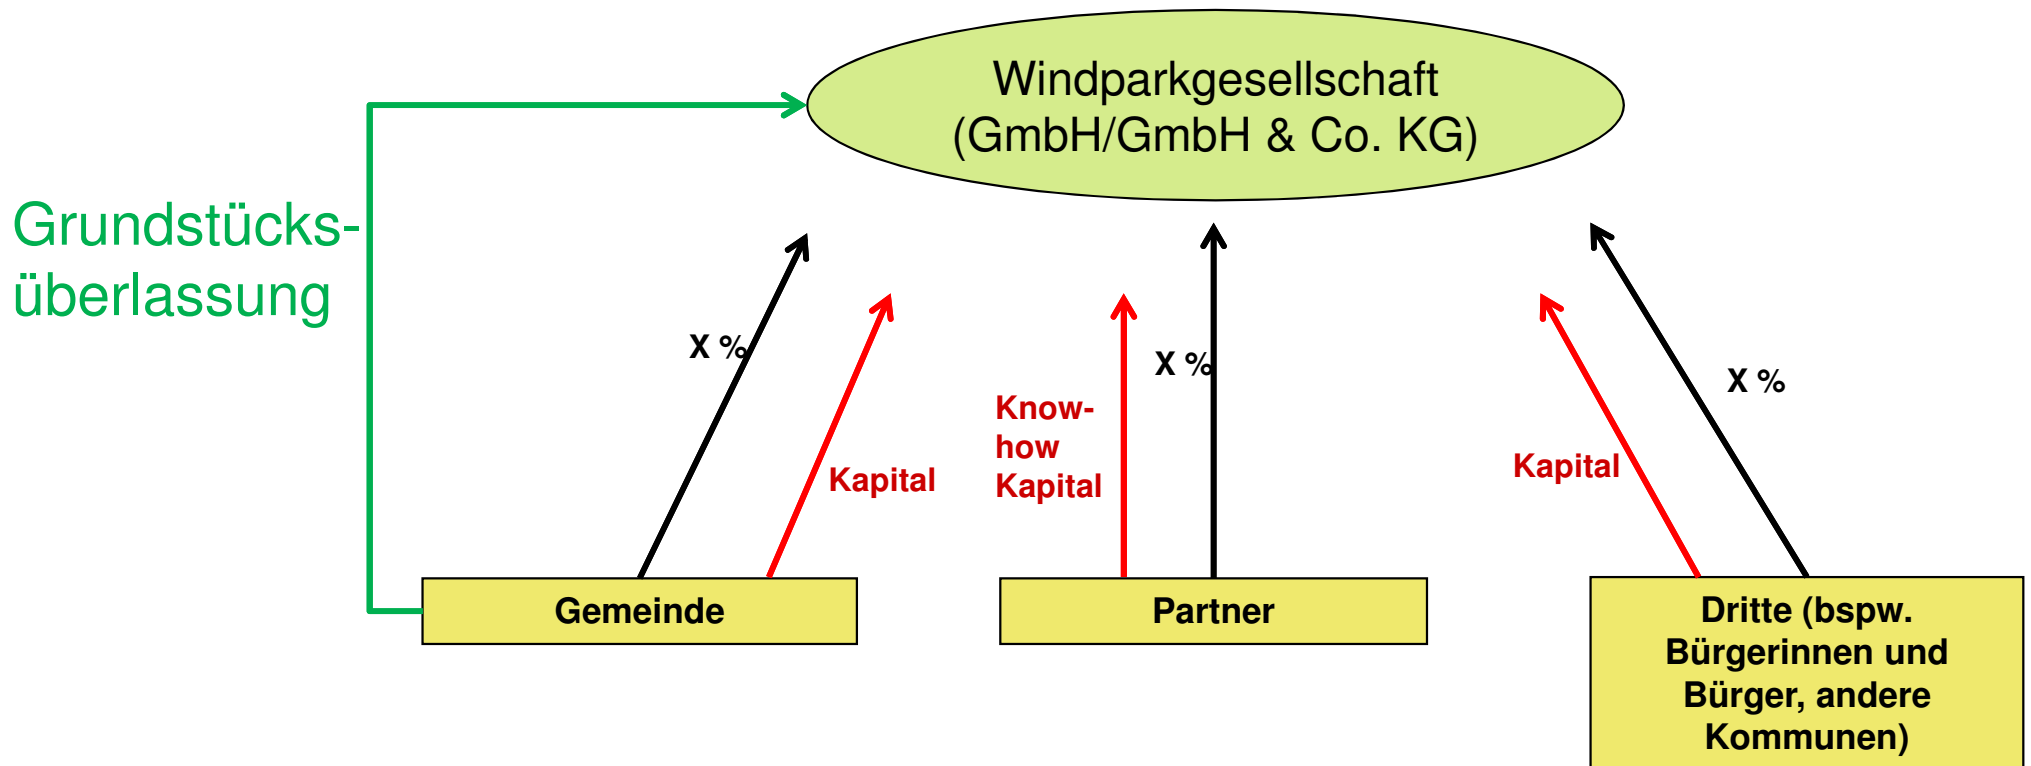 Windparkgesellschaft
(GmbH/GmbH & Co. KG)
Grundstücks-
überlassung
X %
Kapital
Know-
how
Kapital
X %
Kapital
X %
Gemeinde
Partner
Dritte (bspw.
Bürgerinnen und
Bürger, andere
Kommunen)